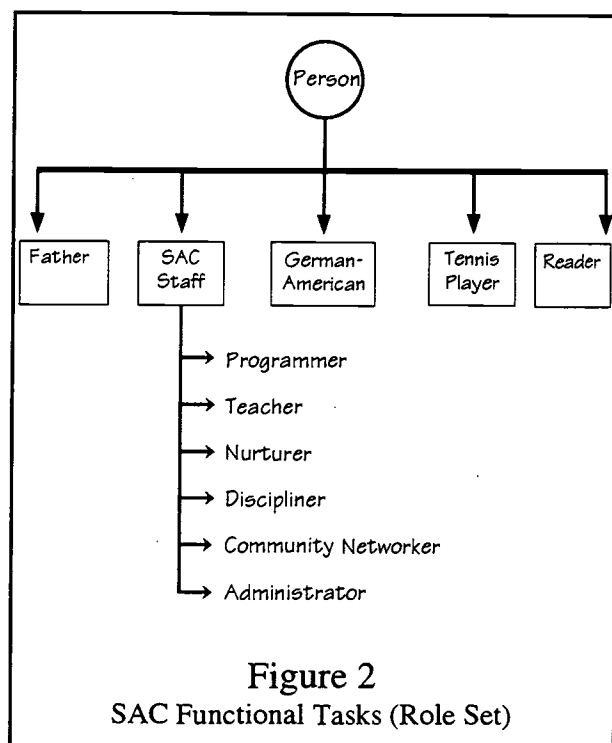 Person
Father
SAC
Staff
German-
American
Tennis
Player
Reader
Programmer
Teacher
Nurturer
Discipliner
Community Networker
Administrator
Figure 2
SAC Functional Tasks (Role Set)